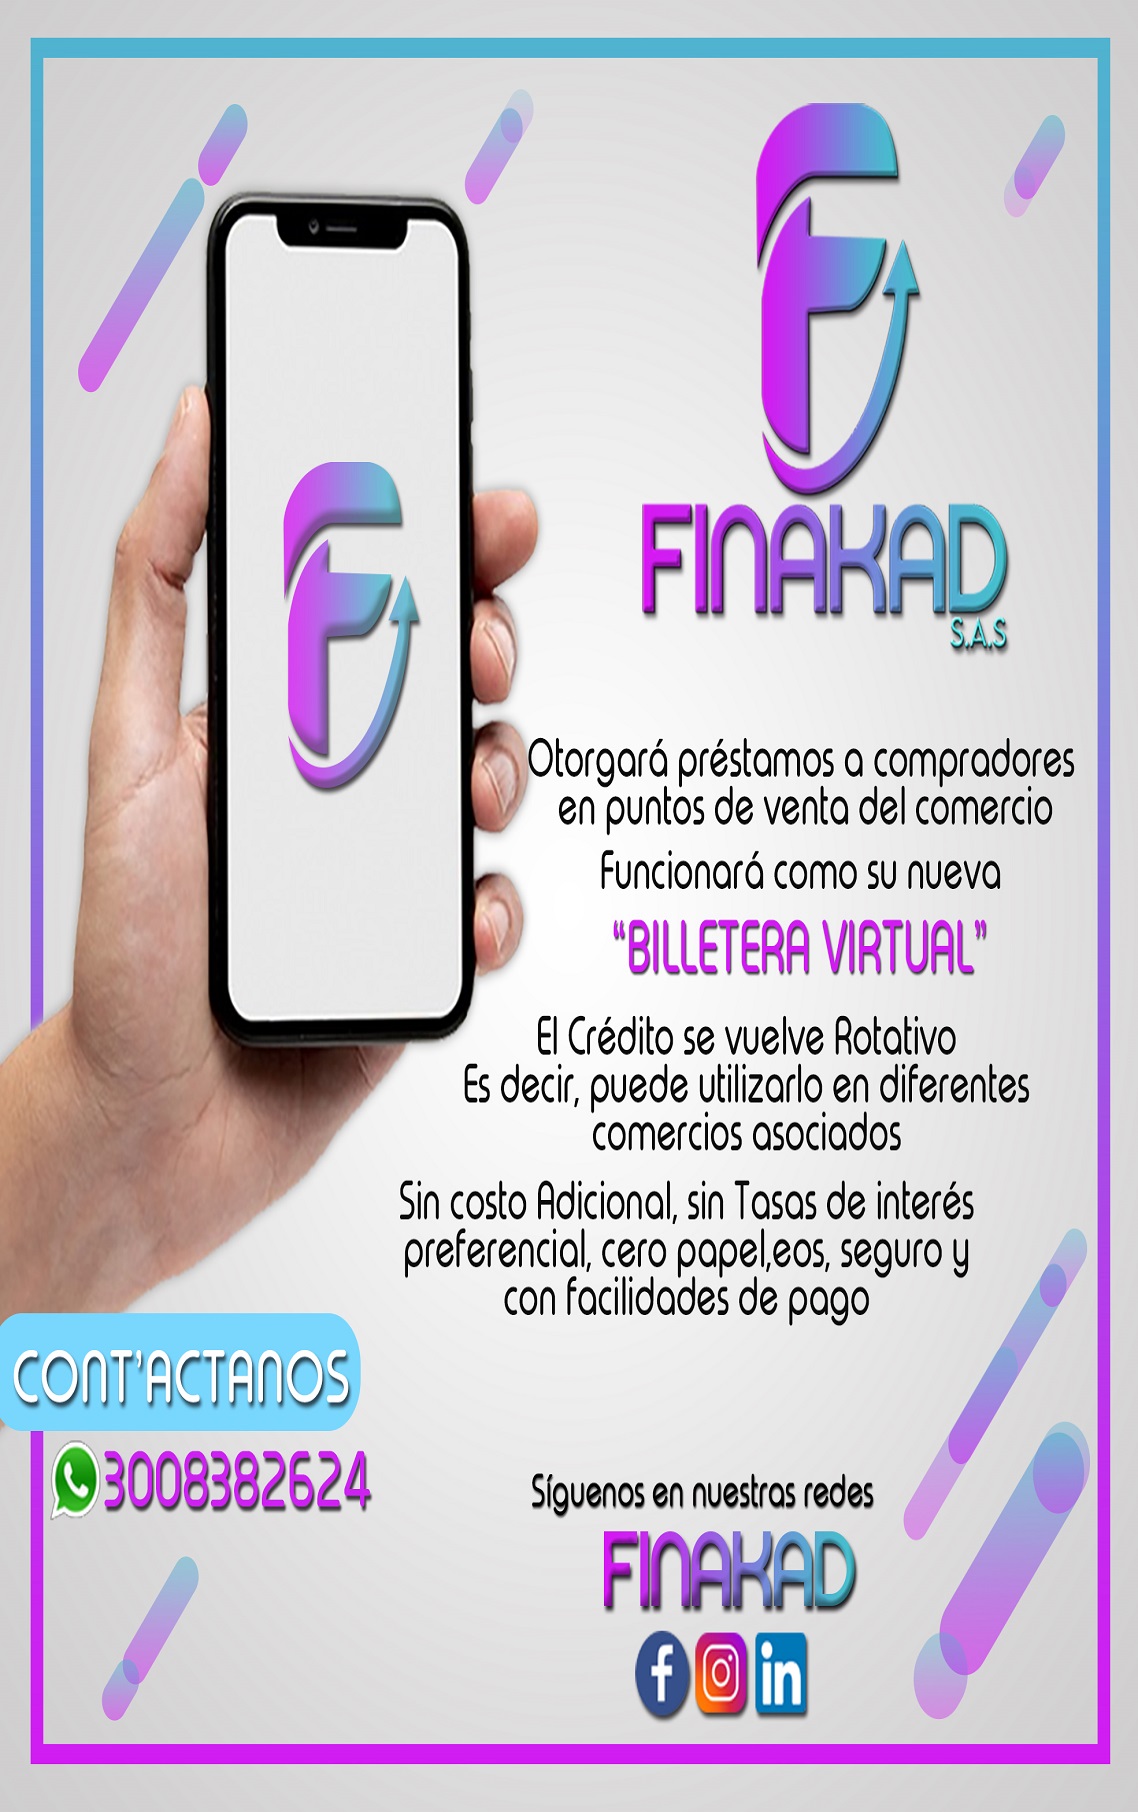 FINAKAD
S.A.S
Otorgará préstamos a compradores
en puntos de venta del comercio
Funcionará como su nueva
“BILLETERA VIRTUAL”
El Crédito se vuelve Rotativo
Es decir, puede utilizarlo en diferentes
comercios asociados
Sin costo Adicional, sin Tasas de interés
preferencial, cero papel,eos, seguro y
con facilidades de pago
CONT'ACTANOS
3008382624
Síguenos en nuestras redes
FINAKAD